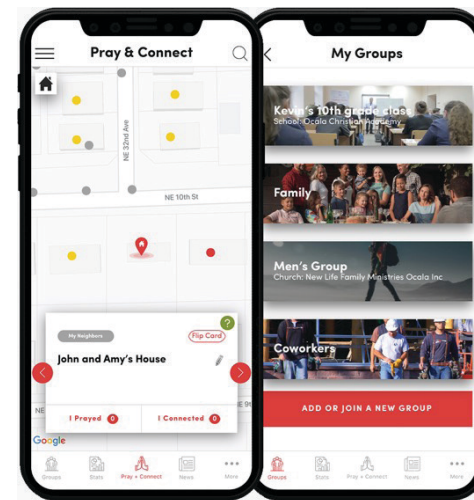 Pray & Connect
NE 32nd Ave
NE 10th St
My Neighbors
?
Flip Card
John and Amy's House
NE
NE 9t
I Prayed 0
I Connected 0
Google
Groups
Stats
Pray + Connect
News
More
My Groups
Kevin's 10th grade class
School: Ocala Christian Academy
Family
Men's Group
Church: New Life Family Ministries Ocala Inc
Coworkers
ADD OR JOIN A NEW GROUP
Groups
Stats
Pray + Connect
News
More